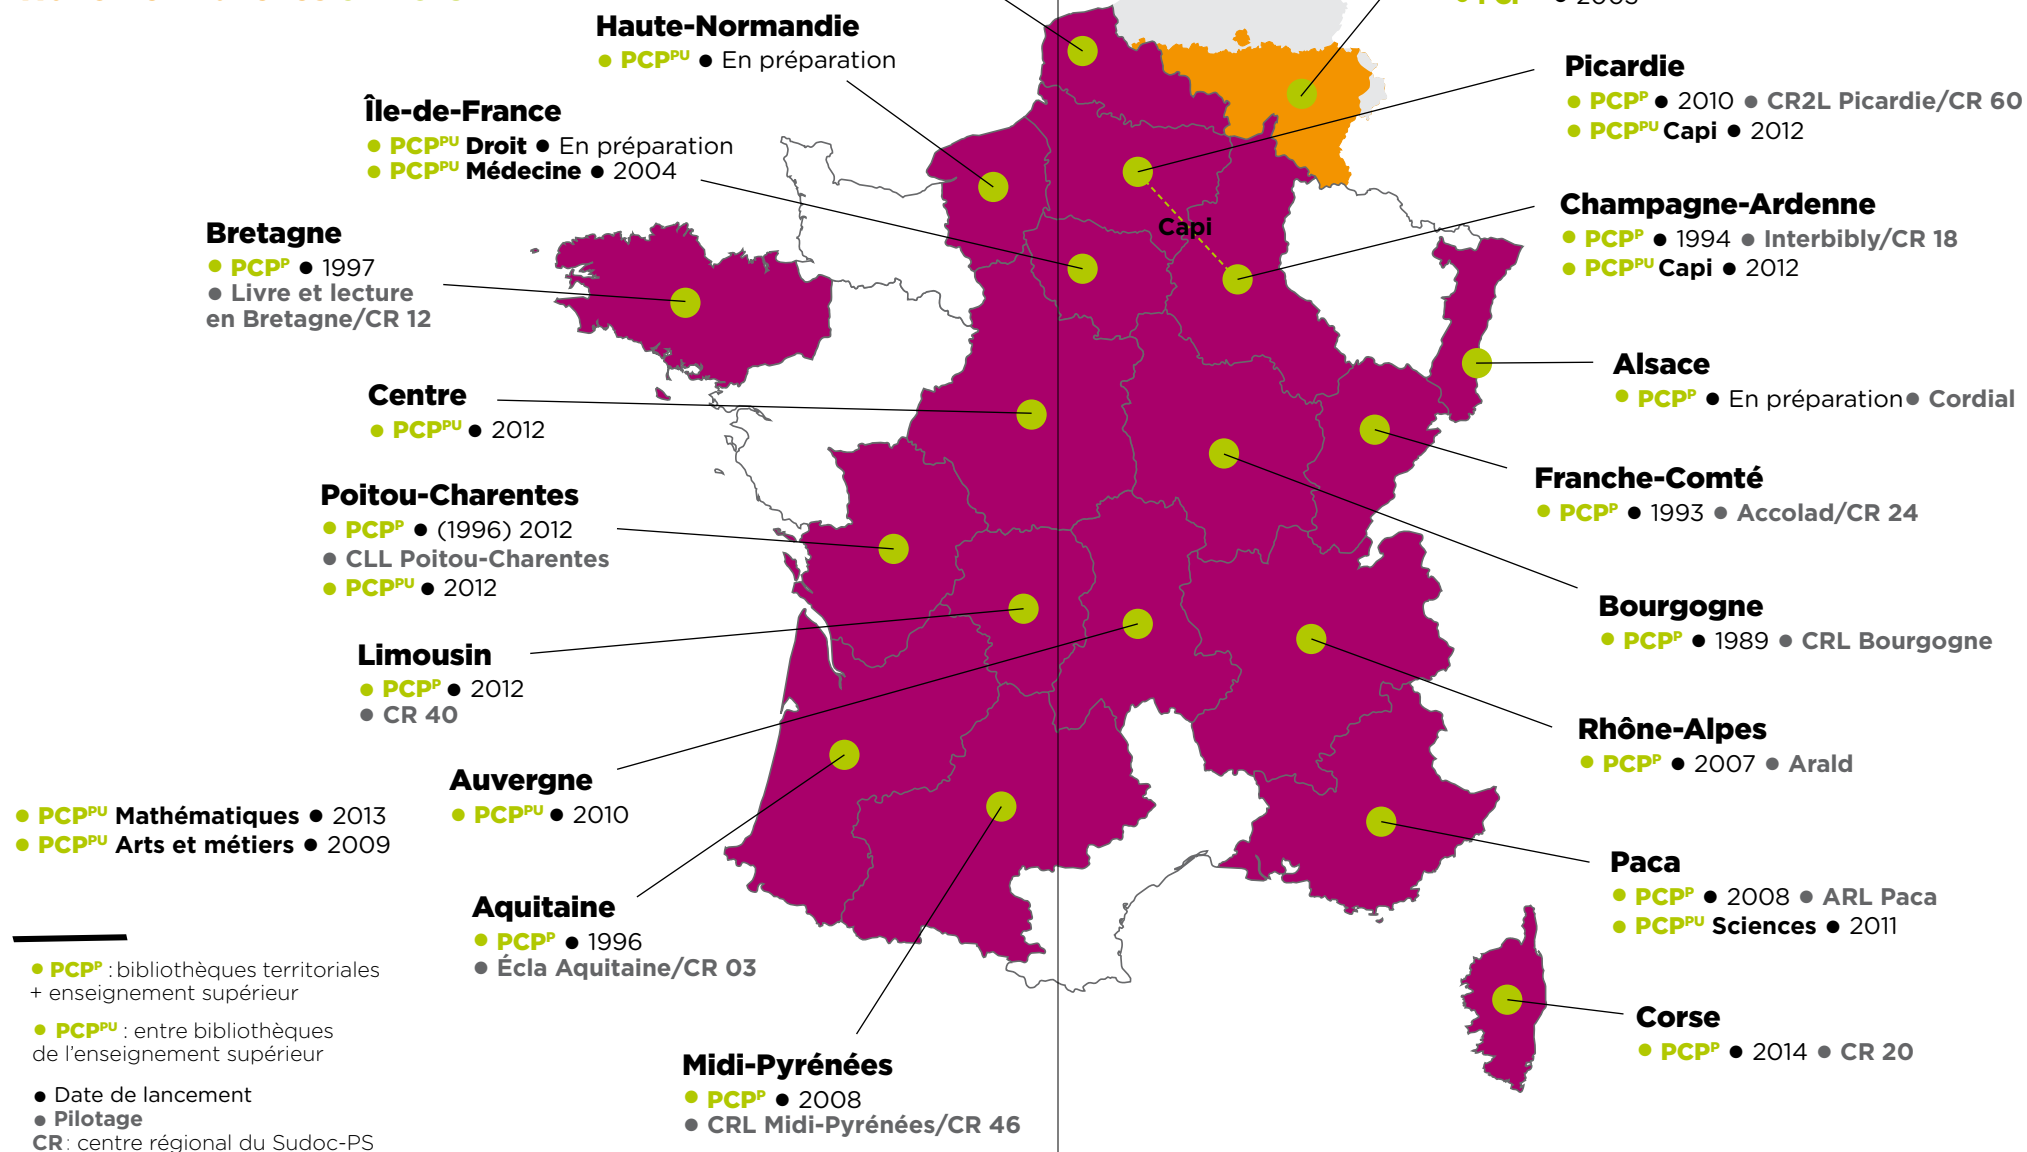 Haute-Normandie
● PCPPU ● En préparation
Île-de-France
● PCPPU Droit ● En préparation
● PCPPU Médecine ● 2004
Bretagne
● PCPP ● 1997
● Livre et lecture
en Bretagne/CR 12
Centre
● PCPPU ● 2012
Poitou-Charentes
● PCPP ● (1996) 2012
● CLL Poitou-Charentes
● PCPPU ● 2012
Limousin
● PCPP ● 2012
● CR 40
Auvergne
● PCPPU ● 2010
● PCPPU Mathématiques ● 2013
● PCPPU Arts et métiers ● 2009
Aquitaine
● PCPP ● 1996
● Écla Aquitaine/CR 03
Midi-Pyrénées
● PCPP ● 2008
● CRL Midi-Pyrénées/CR 46
Capi
Picardie
● PCPP ● 2010 ● CR2L Picardie/CR 60
● PCPPU Capi ● 2012
Champagne-Ardenne
● PCPP ● 1994 ● Interbibly/CR 18
● PCPPU Capi ● 2012
Alsace
● PCPP ● En préparation ● Cordial
Franche-Comté
● PCPP ● 1993 ● Accolad/CR 24
Bourgogne
● PCPP ● 1989 ● CRL Bourgogne
Rhône-Alpes
● PCPP ● 2007 ● Arald
Paca
● PCPP ● 2008 ● ARL Paca
● PCPPU Sciences ● 2011
Corse
● PCPP ● 2014 ● CR 20
● PCPP : bibliothèques territoriales
+ enseignement supérieur
● PCPPU : entre bibliothèques
de l'enseignement supérieur
● Date de lancement
● Pilotage
CR : centre régional du Sudoc-PS